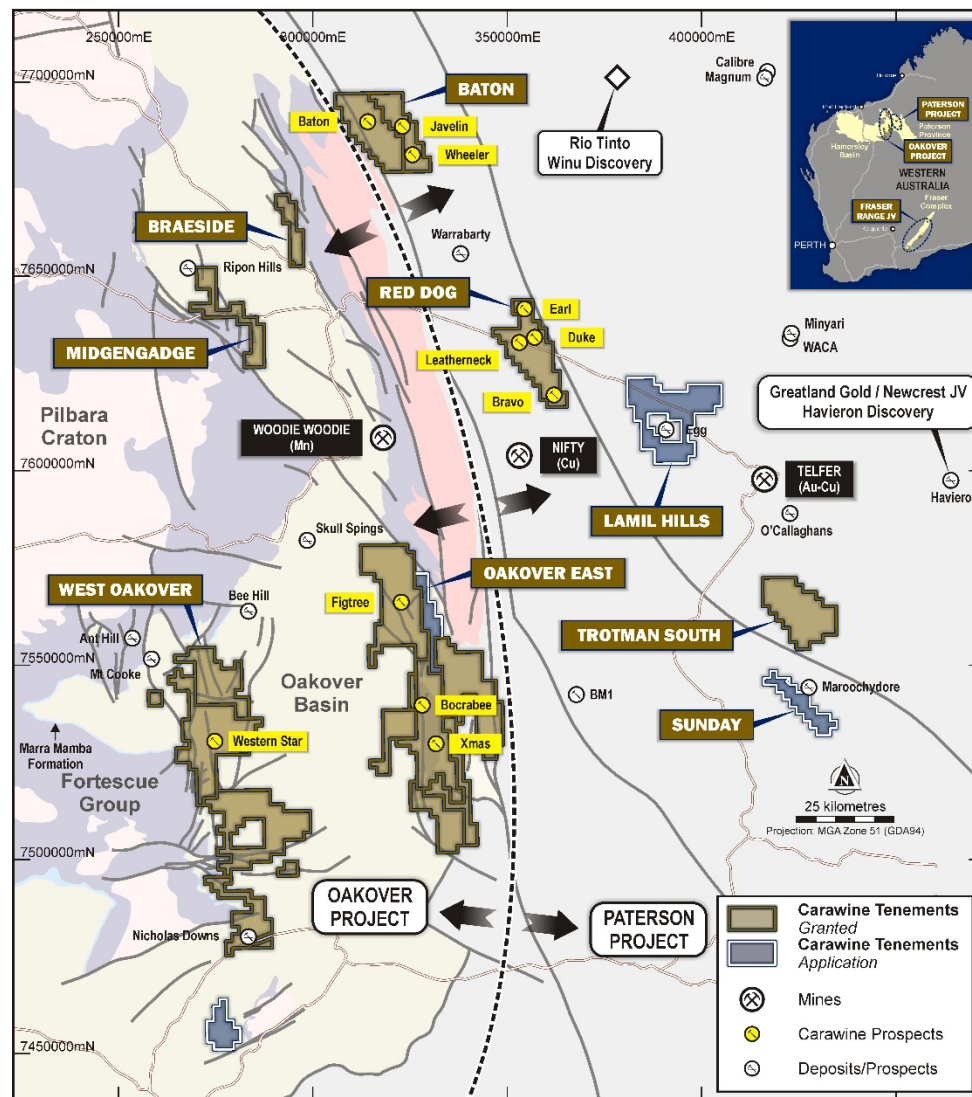 250000mE
300000mE
350000mE
400000mE
7700000mN
7650000mN
7600000mN
7550000mN
7500000mN
7450000mN
Calibre
Magnum
BATON
Baton
Javelin
Wheeler
Rio Tinto
Winu Discovery
PATERSON
PROJECT
Paterson
Province
Hamersley
Basin
OAKOVER
PROJECT
WESTERN
AUSTRALIA
Fraser
Complex
FRASER
RANGE JV
PERTH
BRAESIDE
Warrabarty
Ripon Hills
RED DOG
Earl
Duke
Leatherneck
Bravo
MIDGENGADGE
Minyari
WACA
Greatland Gold / Newcrest JV
Havieron Discovery
Pilbara
Craton
WOODIE WOODIE
(Mn)
NIFTY
(Cu)
Egg
TELFER
(Au-Cu)
Haviero
LAMIL HILLS
O'Callaghans
Skull Spings
OAKOVER EAST
WEST OAKOVER
Bee Hill
Figtree
Ant Hill
Mt Cooke
TROTMAN SOUTH
Oakover
Basin
Bocrabee
BM1
Maroochydore
SUNDAY
Western Star
Xmas
Marra Mamba
Formation
Fortescue
Group
N
25 kilometres
Projection: MGA Zone 51 (GDA94)
OAKOVER
PROJECT
PATERSON
PROJECT
Nicholas Downs
Carawine Tenements
Granted
Carawine Tenements
Application
Mines
Carawine Prospects
Deposits/Prospects